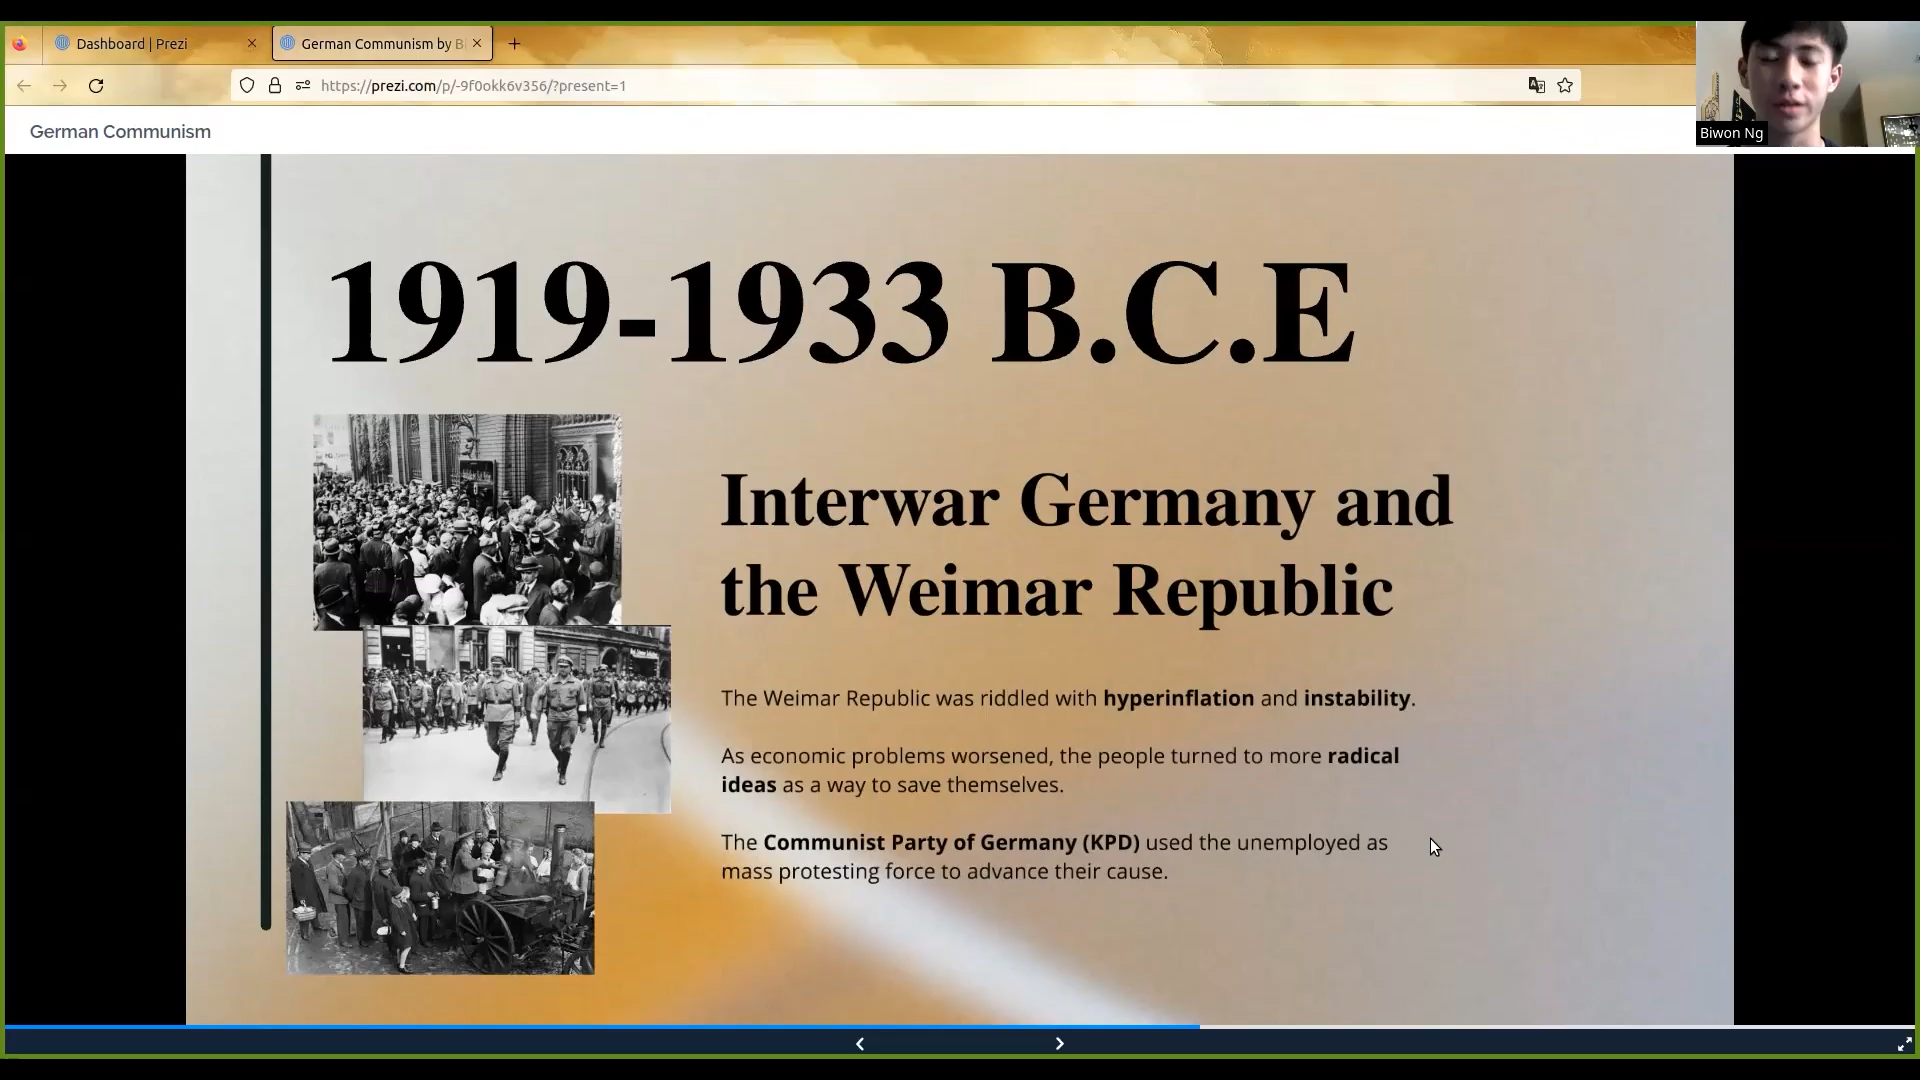 Dashboard | Prezi
German Communism by B
https://prezi.com/p/-9f0okk6v356/?present=1
Biwon Ng
German Communism
1919-1933 B.C.E
Interwar Germany and
the Weimar Republic
The Weimar Republic was riddled with hyperinflation and instability.
As economic problems worsened, the people turned to more radical
ideas as a way to save themselves.
The Communist Party of Germany (KPD) used the unemployed as
mass protesting force to advance their cause.